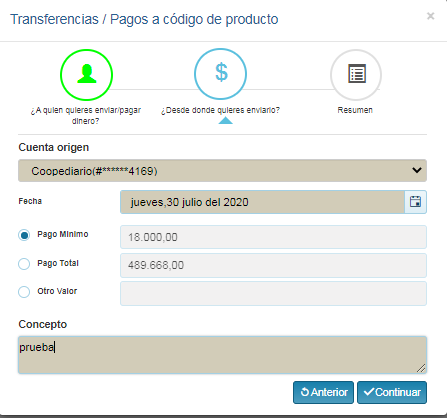 Transferencias / Pagos a código de producto
×
$
¿A quien quieres enviar/pagar
dinero?
¿Desde donde quieres enviarlo?
Resumen
Cuenta origen
Coopediario(#******4169)
Fecha
jueves,30 julio del 2020
Pago Minimo
18.000,00
Pago Total
489.668,00
Otro Valor
Concepto
prueba
Anterior
Continuar